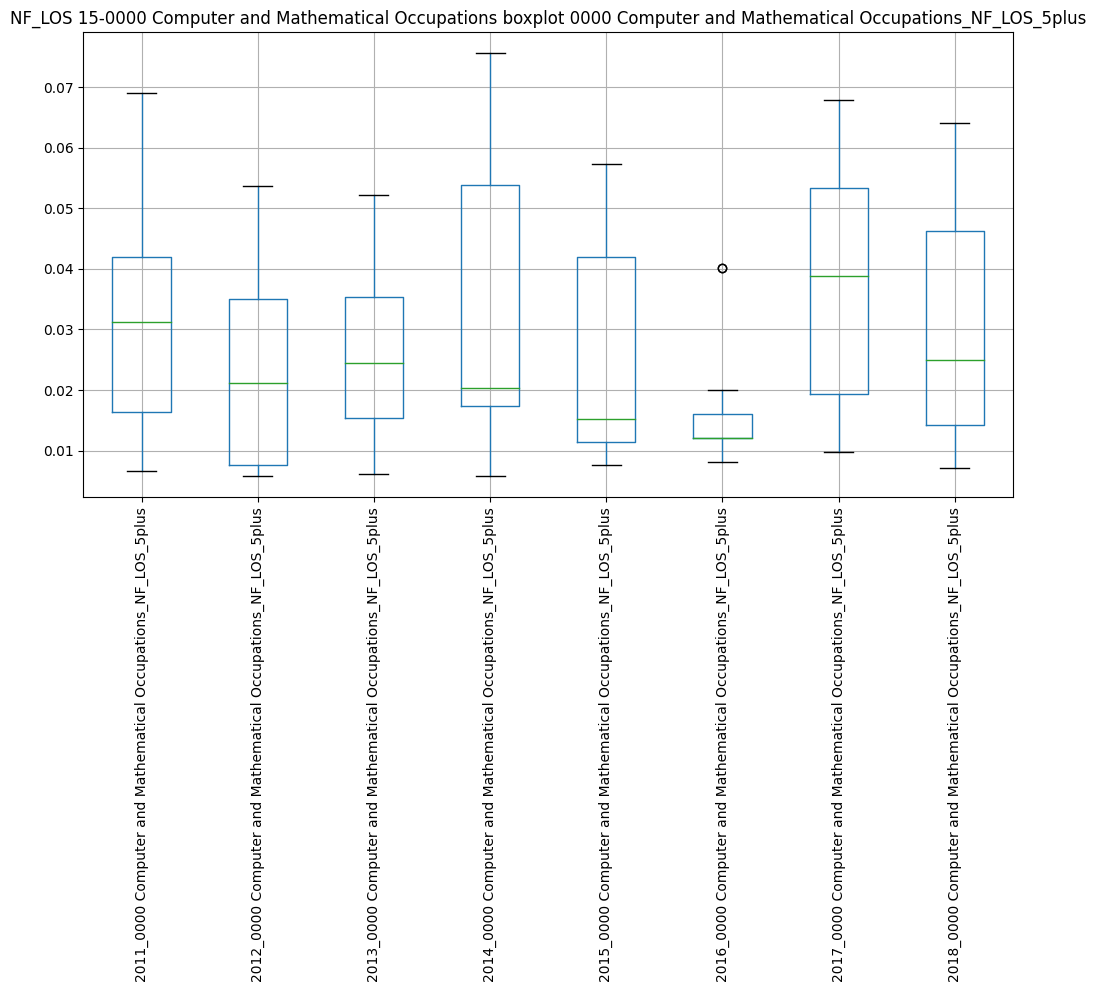 NF_LOS 15-0000 Computer and Mathematical Occupations boxplot 0000 Computer and Mathematical Occupations_NF_LOS_5plus
0.07
0.06
0.05
0.04
0.03
0.02
0.01
2011_0000 Computer and Mathematical Occupations_NF_LOS_5plus
2012_0000 Computer and Mathematical Occupations_NF_LOS_5plus
2013_0000 Computer and Mathematical Occupations_NF_LOS_5plus
2014_0000 Computer and Mathematical Occupations_NF_LOS_5plus
2015_0000 Computer and Mathematical Occupations_NF_LOS_5plus
2016_0000 Computer and Mathematical Occupations_NF_LOS_5plus
2017_0000 Computer and Mathematical Occupations_NF_LOS_5plus
2018_0000 Computer and Mathematical Occupations_NF_LOS_5plus